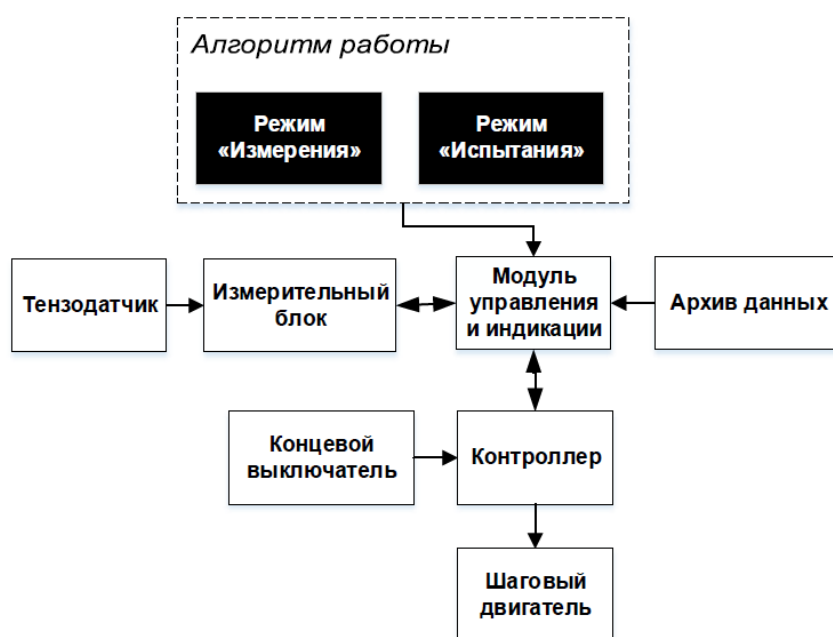 Алгоритм работы
Режим
«Измерения»
Режим
«Испытания»
Тензодатчик
Измерительный
блок
Модуль
управления
и индикации
Архив данных
Концевой
выключатель
Контроллер
Шаговый
двигатель